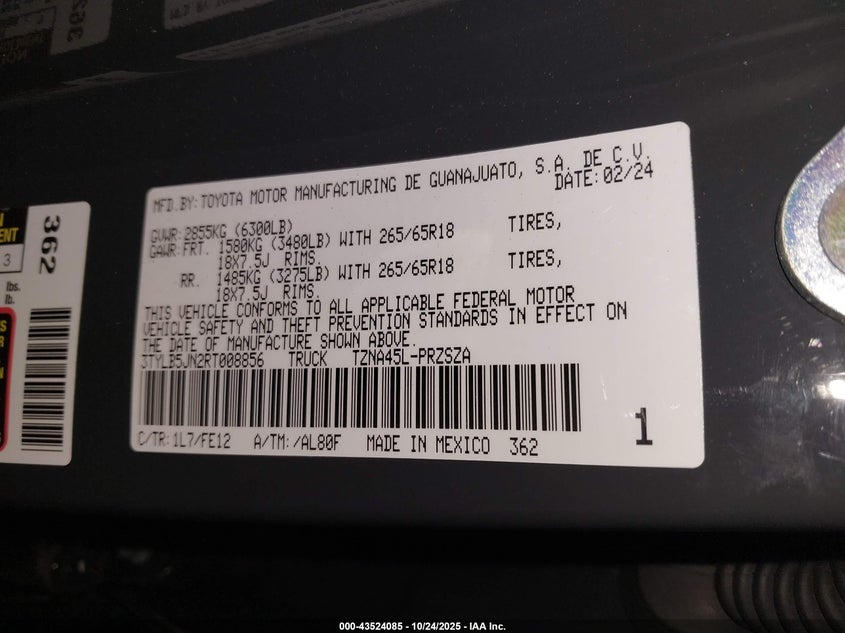 MFD.BY:TOYOTA MOTOR MANUFACTURING DE GUANAJUATO, S.A. DE C.V.
DATE:02/24
GVWR:2855KG (6300LB)
GAWR:FRT. 1580KG (3480LB) WITH 265/65R18 TIRES,
18X7.5J RIMS.
RR. 1485KG (3275LB) WITH 265/65R18 TIRES,
18X7.5J RIMS.
THIS VEHICLE CONFORMS TO ALL APPLICABLE FEDERAL MOTOR
VEHICLE SAFETY AND THEFT PREVENTION STANDARDS IN EFFECT ON
THE DATE OF MANUFACTURE SHOWN ABOVE.
3TYLB5JN2RT008856 TRUCK TZNA45L-PRZSZA
C/TR:1L7/FE12 A/TM:/AL80F MADE IN MEXICO 362
1
362
3
lbs.
lb.
000-43524085 - 10/24/2025 - IAA Inc.